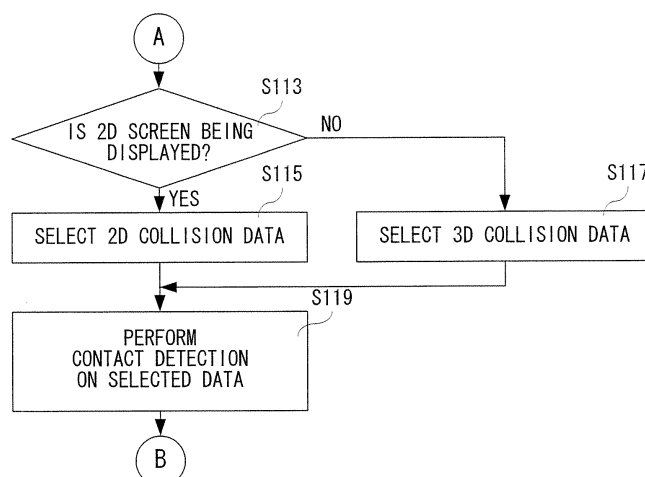 A
S113
IS 2D SCREEN BEING
DISPLAYED?
NO
YES
S115
S117
SELECT 2D COLLISION DATA
SELECT 3D COLLISION DATA
S119
PERFORM
CONTACT DETECTION
ON SELECTED DATA
B